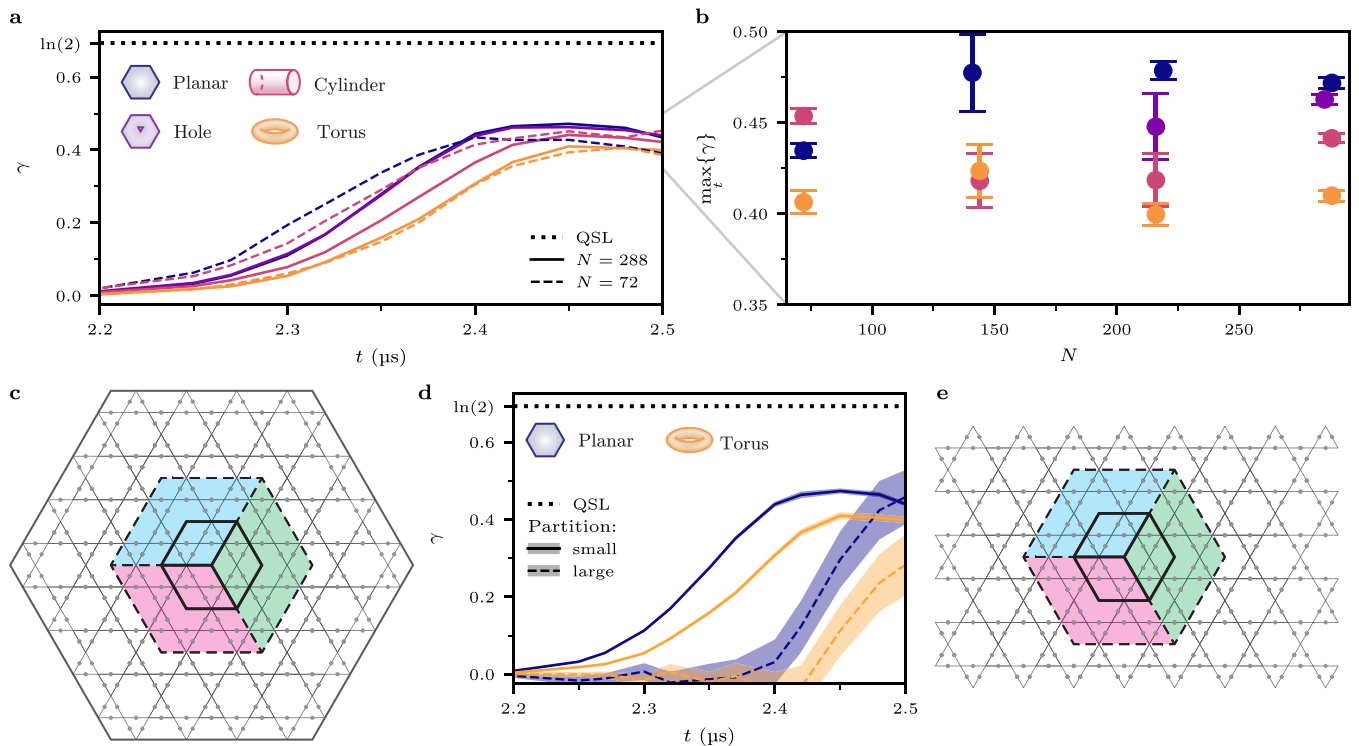 a
ln(2)
0.6
0.4
0.2
0.0
γ
Planar
Cylinder
Hole
Torus
QSL
N = 288
N = 72
2.2
2.3
2.4
2.5
t (µs)
b
0.50
0.45
0.40
0.35
max{γ}
t
100
150
200
250
N
c
d
ln(2)
0.6
0.4
0.2
0.0
γ
Planar
Torus
QSL
Partition:
small
large
2.2
2.3
2.4
2.5
t (µs)
e